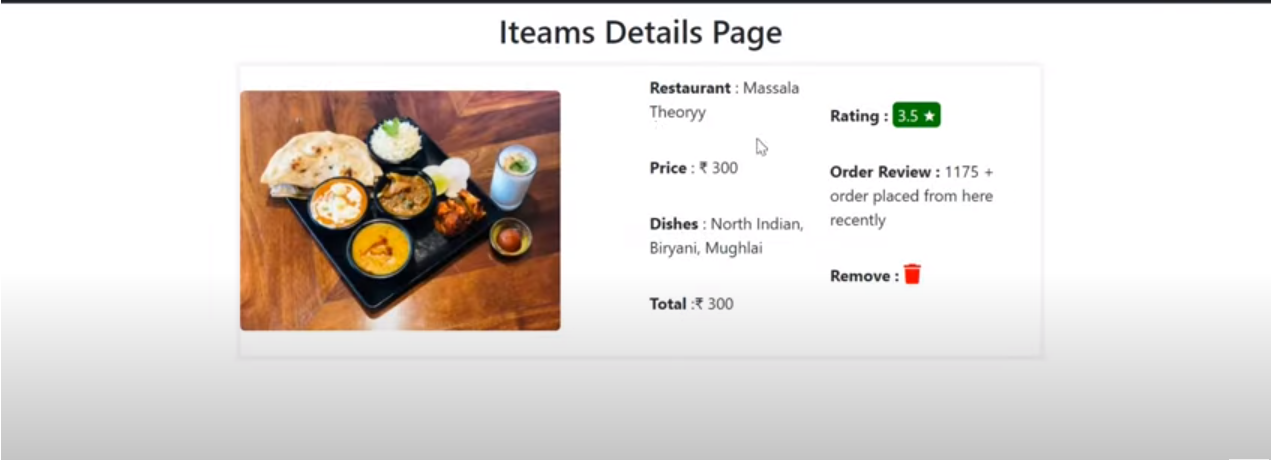 Iteams Details Page
Restaurant : Massala
Theoryy
Price : ₹ 300
Dishes : North Indian,
Biryani, Mughlai
Total :₹ 300
Rating : 3.5 ★
Order Review : 1175 +
order placed from here
recently
Remove :